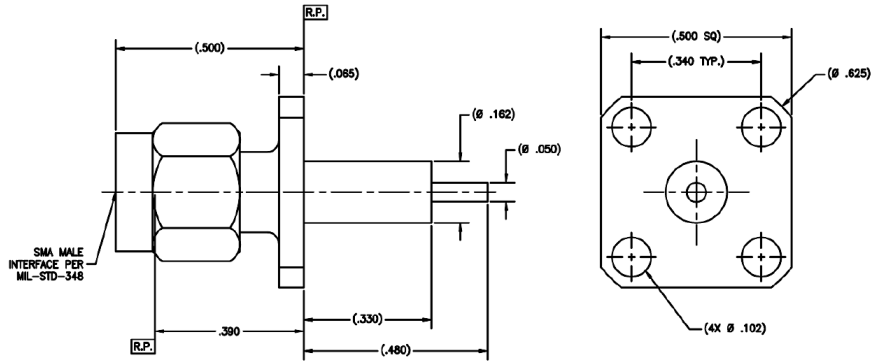 R.P.
(.500)
(.065)
(Ø .162)
(Ø .050)
SMA MALE
INTERFACE PER
MIL-STD-348
R.P.
.390
(.330)
(.480)
(.500 SQ)
(.340 TYP.)
(Ø .625)
(4X Ø .102)